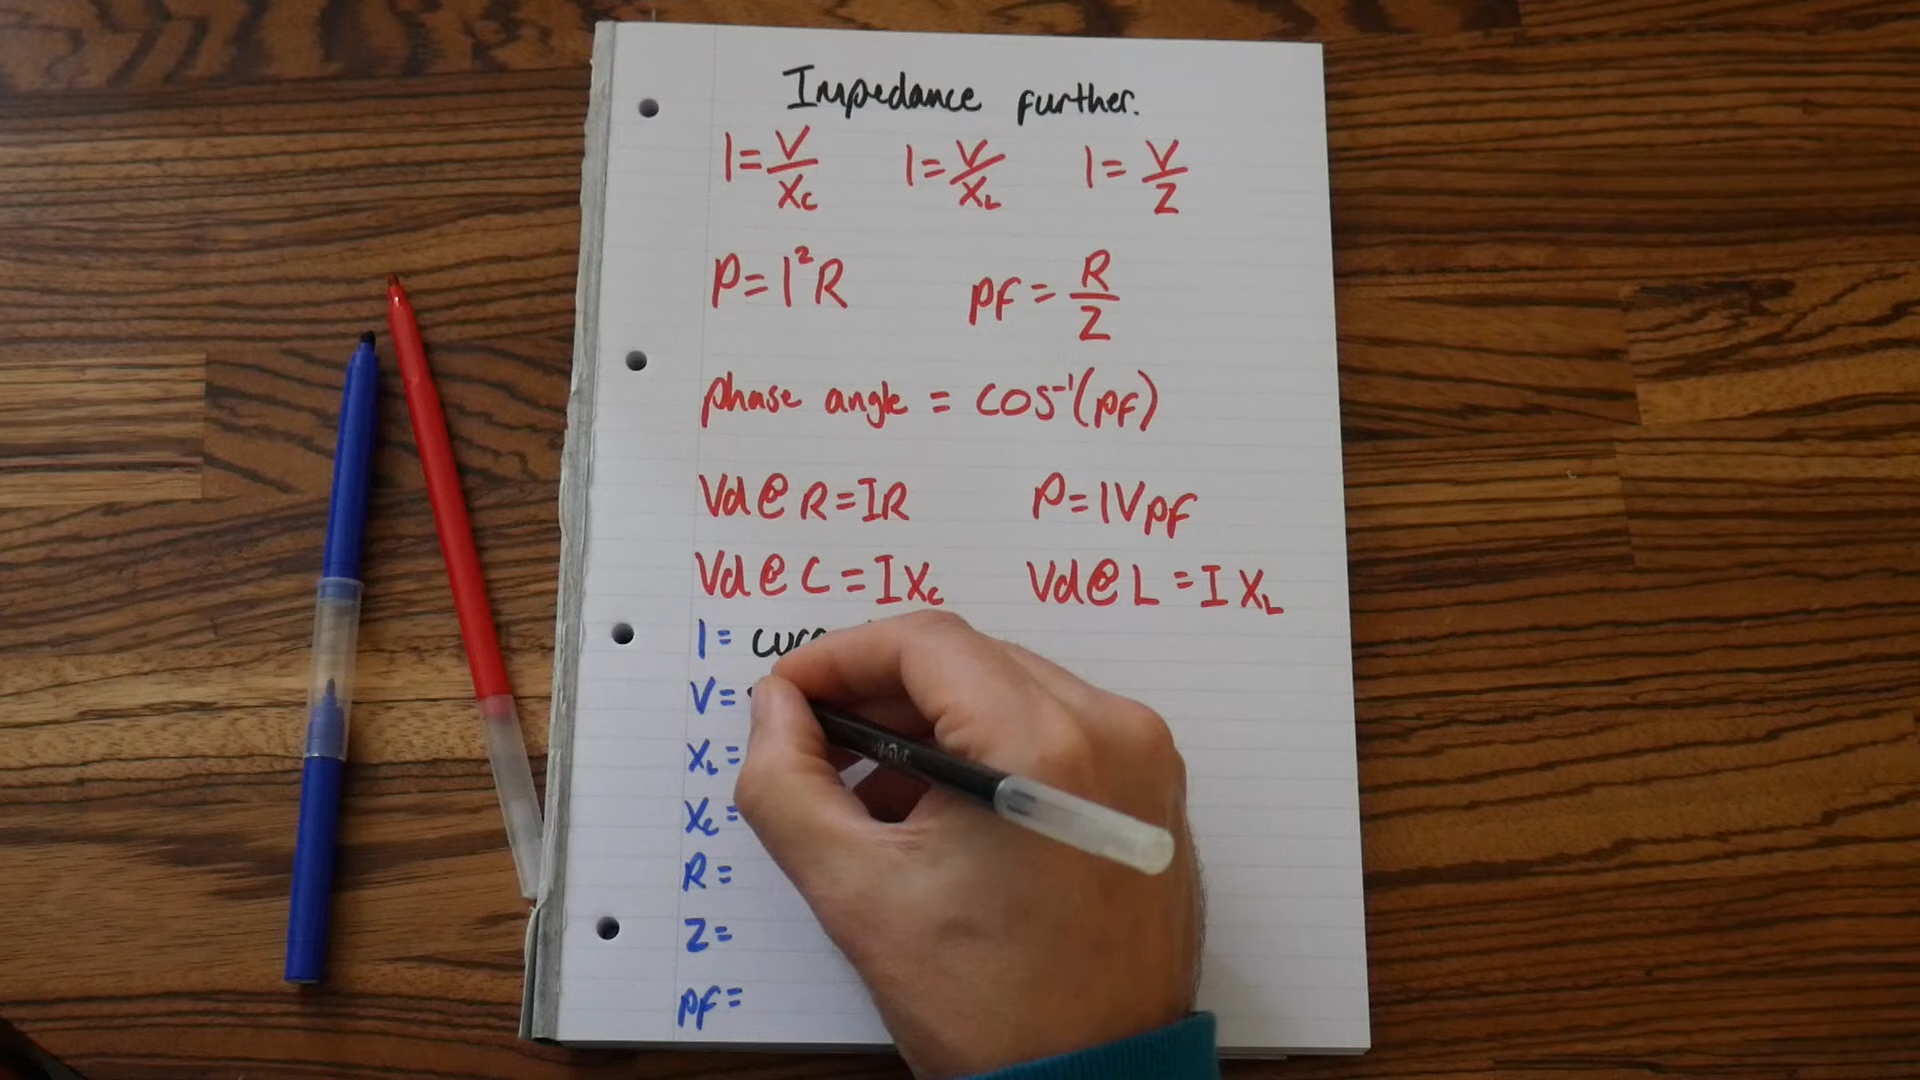 Impedance further.
I = V/Xc I = V/XL I = V/Z
P = I²R pf = R/Z
phase angle = cos⁻¹(pf)
Vd@R = IR P = IVpf
Vd@C = IXc Vd@L = IXL
I =
V =
XL =
Xc =
R =
Z =
pf =